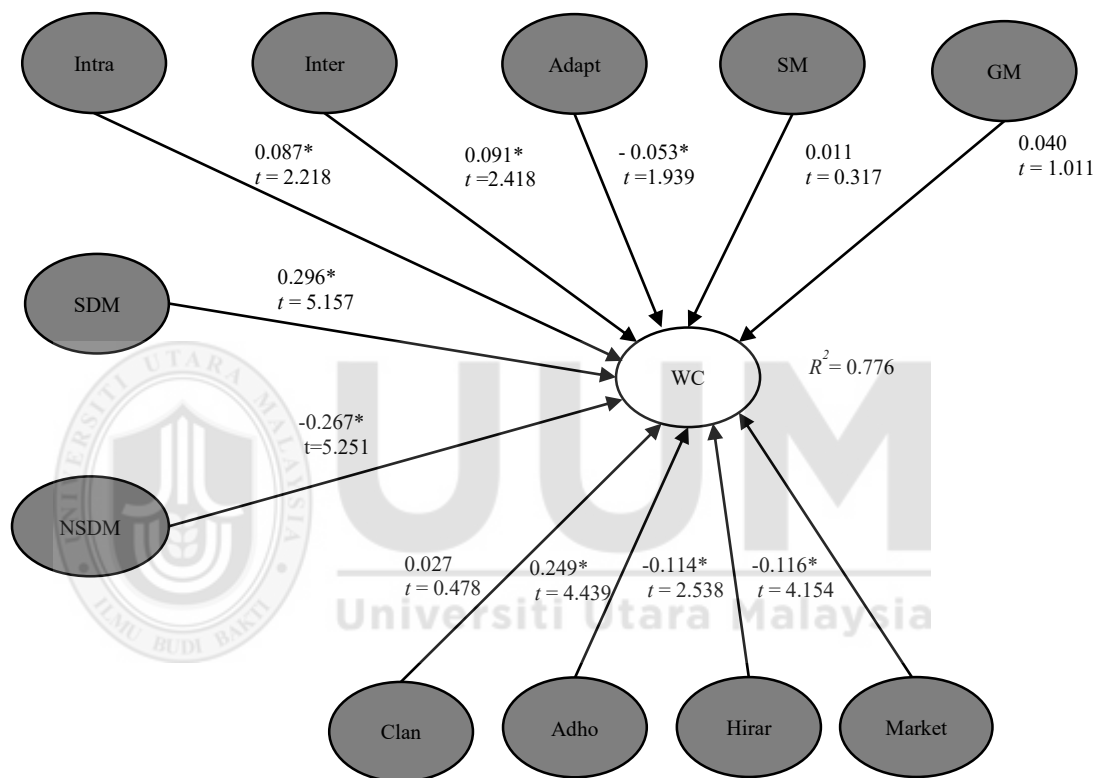 Intra
Inter
Adapt
SM
GM
0.087*
t = 2.218
0.091*
t =2.418
- 0.053*
t =1.939
0.011
t = 0.317
0.040
t = 1.011
SDM
0.296*
t = 5.157
WC
R²= 0.776
NSDM
-0.267*
t=5.251
UNIVERSITI UTARA MALAYSIA
ILMU BUDI BAKTI
UUM
Universiti Utara Malaysia
0.027
t = 0.478
0.249*
t = 4.439
-0.114*
t = 2.538
-0.116*
t = 4.154
Clan
Adho
Hirar
Market